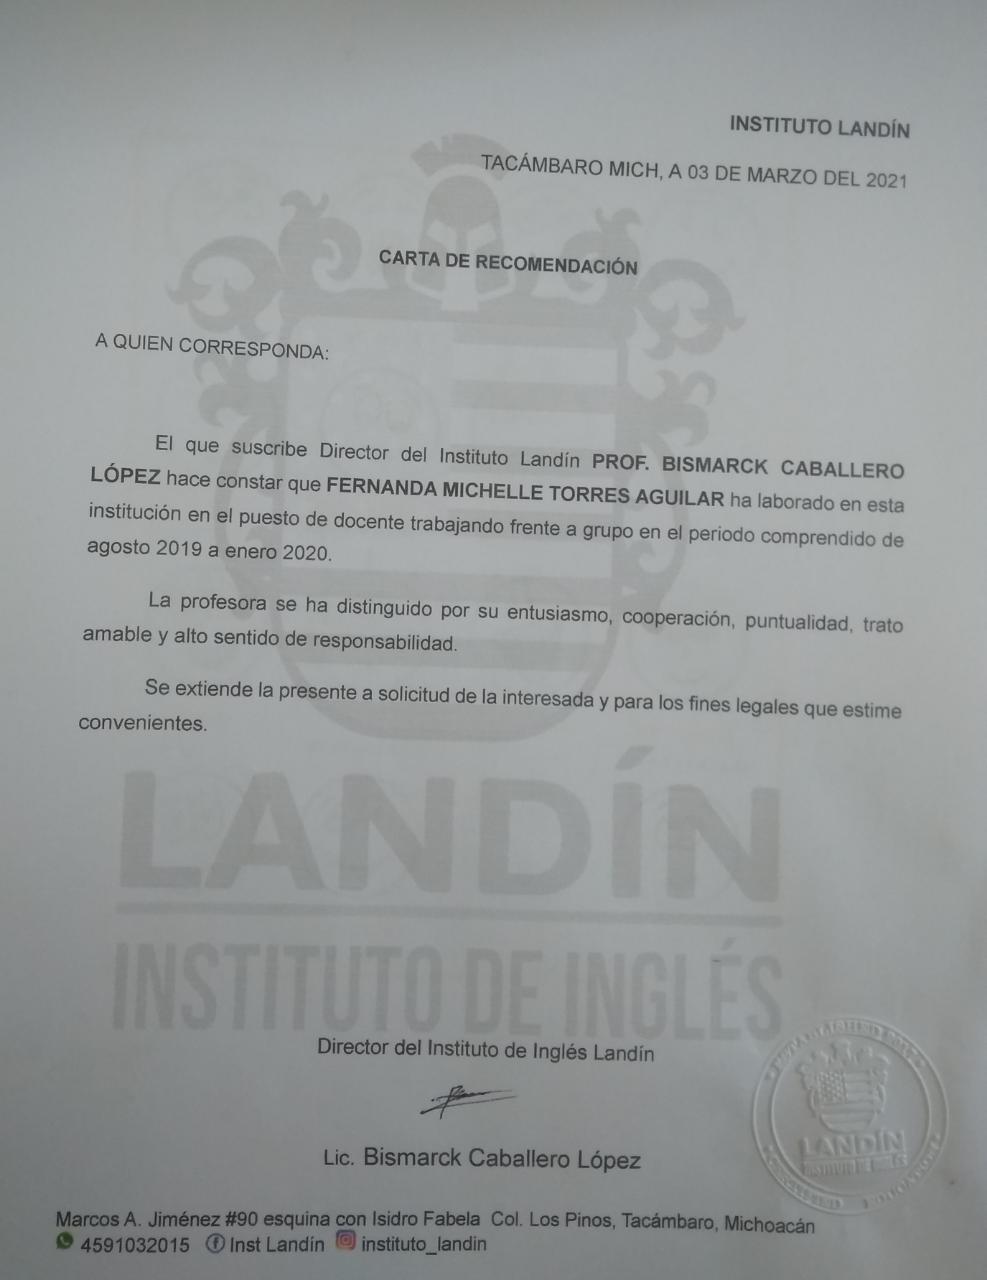 INSTITUTO LANDÍN
TACÁMBARO MICH, A 03 DE MARZO DEL 2021
CARTA DE RECOMENDACIÓN
A QUIEN CORRESPONDA:
El que suscribe Director del Instituto Landín PROF. BISMARCK CABALLERO
LÓPEZ hace constar que FERNANDA MICHELLE TORRES AGUILAR ha laborado en esta
institución en el puesto de docente trabajando frente a grupo en el periodo comprendido de
agosto 2019 a enero 2020.
La profesora se ha distinguido por su entusiasmo, cooperación, puntualidad, trato
amable y alto sentido de responsabilidad.
Se extiende la presente a solicitud de la interesada y para los fines legales que estime
convenientes.
LANDÍN
INSTITUTO DE INGLÉS
Director del Instituto de Inglés Landín
Lic. Bismarck Caballero López
LANDÍN
INSTITUTO DE INGLÉS
Marcos A. Jiménez #90 esquina con Isidro Fabela Col. Los Pinos, Tacámbaro, Michoacán
4591032015 Inst Landín instituto_landin